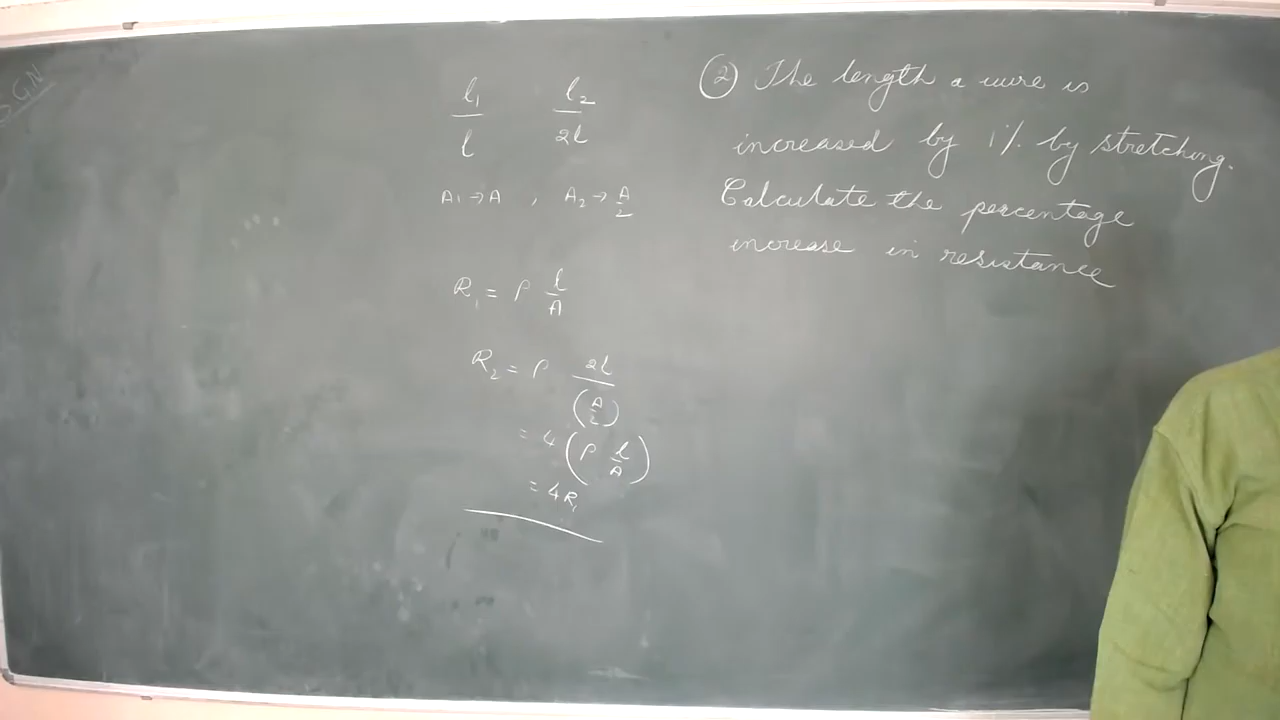 S.G.N
l₁ l₂
l 2l
A₁→A , A₂→A/2
R₁ = ρ l/A
R₂ = ρ 2l/(A/2)
= 4 (ρ l/A)
= 4R₁
② The length a wire is
increased by 1% by stretching.
Calculate the percentage
increase in resistance